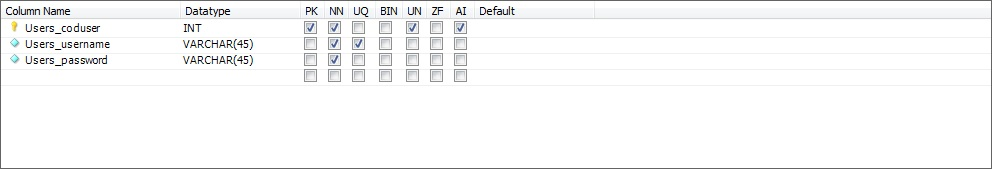 Column Name Datatype PK NN UQ BIN UN ZF AI Default
Users_coduser INT
Users_username VARCHAR(45)
Users_password VARCHAR(45)